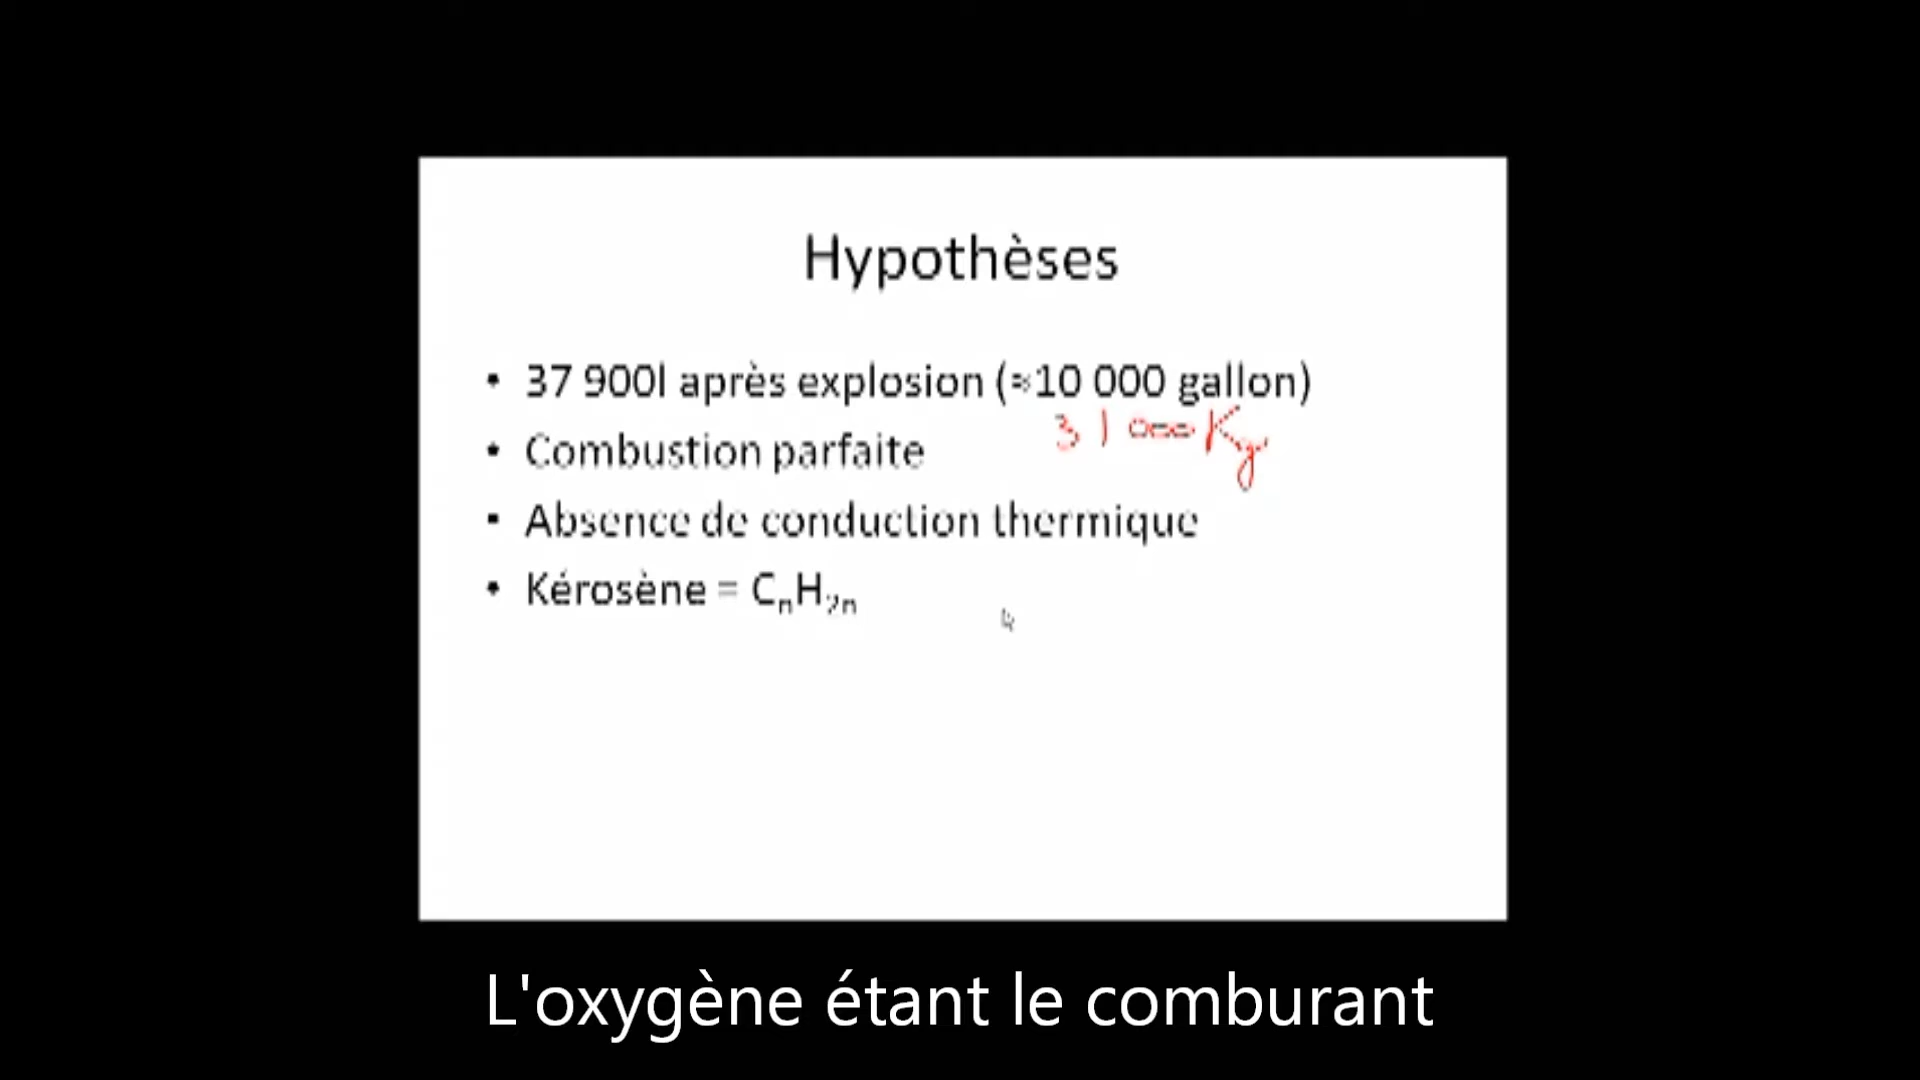 Hypothèses
• 37 900l après explosion (≈10 000 gallon)
31 000 Kg
• Combustion parfaite
• Absence de conduction thermique
• Kérosène = CₙH₂ₙ
L'oxygène étant le comburant